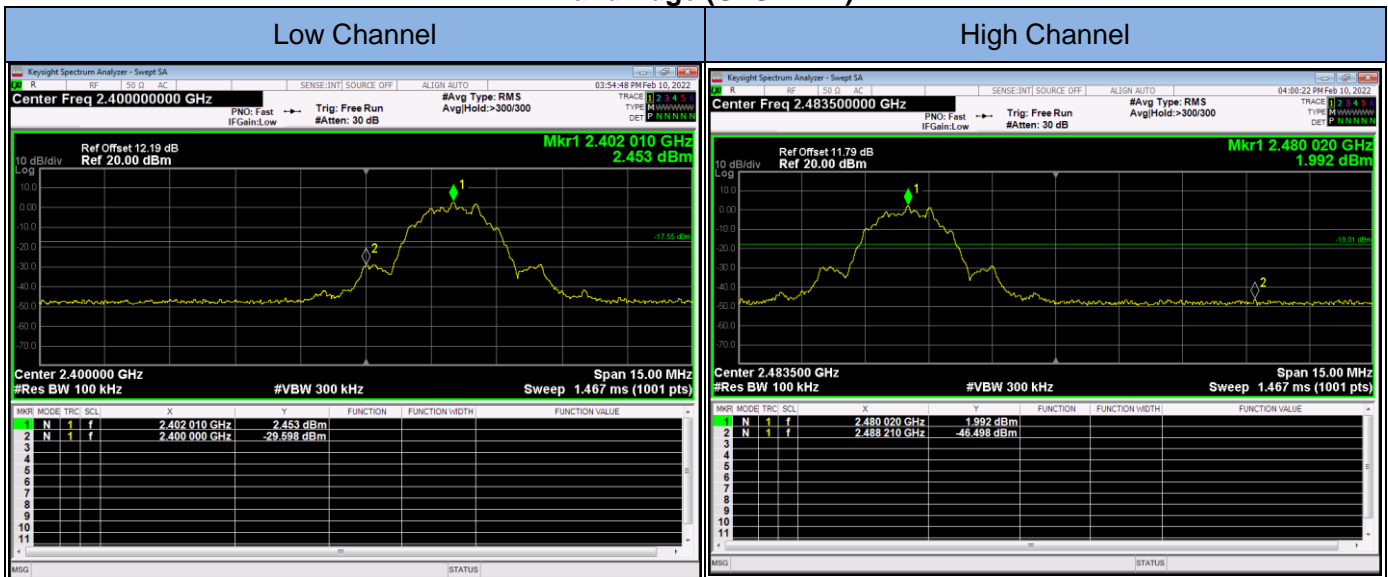 Low Channel
High Channel
Keysight Spectrum Analyzer - Swept SA
R RF 50 Ω AC SENSE:INT SOURCE OFF ALIGN AUTO 03:54:48 PM Feb 10, 2022
Center Freq 2.400000000 GHz
PNO: Fast
IFGain:Low
Trig: Free Run
#Atten: 30 dB
#Avg Type: RMS
Avg|Hold:>300/300
TRACE 1 2 3 4 5 6
TYPE M WWWWW
DET P N N N N N
Ref Offset 12.19 dB
Ref 20.00 dBm
10 dB/div
Log
Mkr1 2.402 010 GHz
2.453 dBm
10.0
0.00
-10.0
-20.0
-30.0
-40.0
-50.0
-60.0
-70.0
1
2
-17.55 dBm
Center 2.400000 GHz
Span 15.00 MHz
#Res BW 100 kHz
#VBW 300 kHz
Sweep 1.467 ms (1001 pts)
MKR MODE TRC SCL X Y FUNCTION FUNCTION WIDTH FUNCTION VALUE
1 N 1 f 2.402 010 GHz 2.453 dBm
2 N 1 f 2.400 000 GHz -29.598 dBm
3
4
5
6
7
8
9
10
11
MSG STATUS
Keysight Spectrum Analyzer - Swept SA
R RF 50 Ω AC SENSE:INT SOURCE OFF ALIGN AUTO 04:00:22 PM Feb 10, 2022
Center Freq 2.483500000 GHz
PNO: Fast
IFGain:Low
Trig: Free Run
#Atten: 30 dB
#Avg Type: RMS
Avg|Hold:>300/300
TRACE 1 2 3 4 5 6
TYPE M WWWWW
DET P N N N N N
Ref Offset 11.79 dB
Ref 20.00 dBm
10 dB/div
Log
Mkr1 2.480 020 GHz
1.992 dBm
10.0
0.00
-10.0
-20.0
-30.0
-40.0
-50.0
-60.0
-70.0
1
2
-18.01 dBm
Center 2.483500 GHz
Span 15.00 MHz
#Res BW 100 kHz
#VBW 300 kHz
Sweep 1.467 ms (1001 pts)
MKR MODE TRC SCL X Y FUNCTION FUNCTION WIDTH FUNCTION VALUE
1 N 1 f 2.480 020 GHz 1.992 dBm
2 N 1 f 2.488 210 GHz -46.498 dBm
3
4
5
6
7
8
9
10
11
MSG STATUS